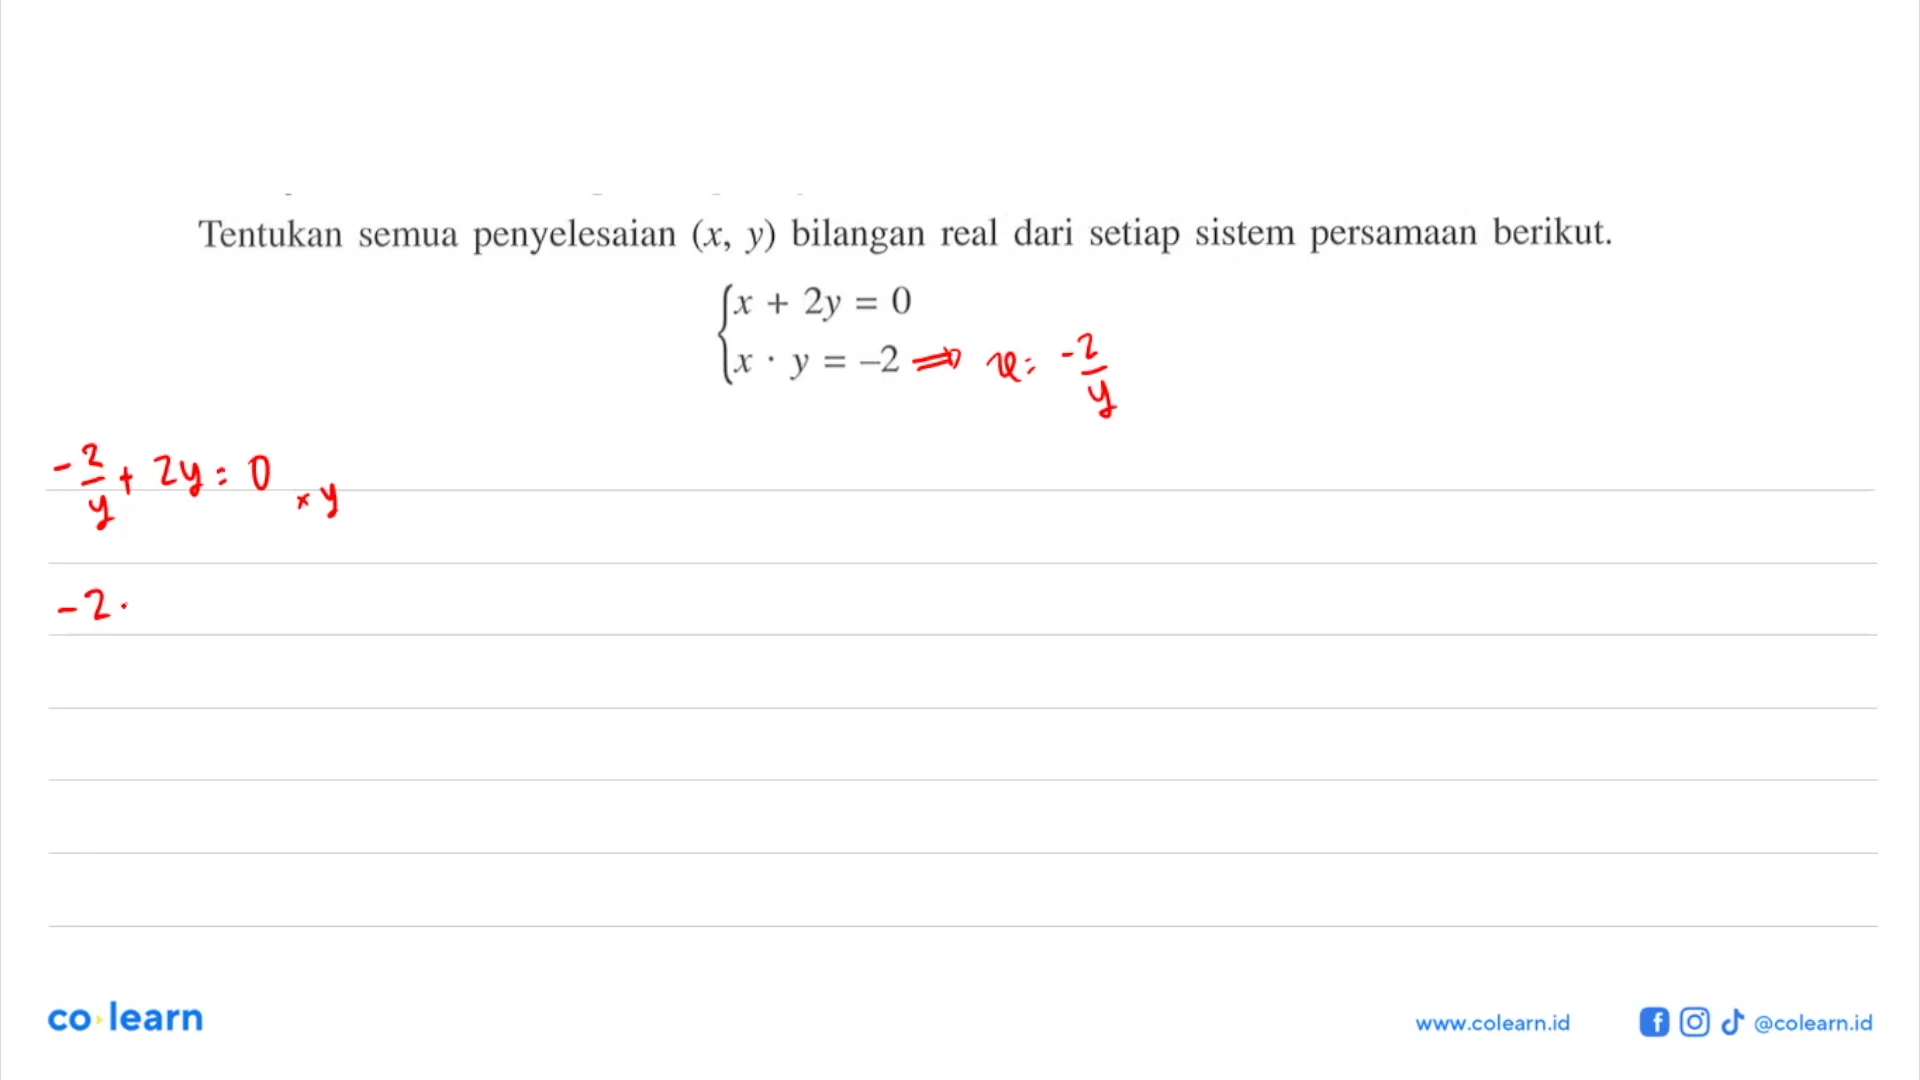 Tentukan semua penyelesaian (x, y) bilangan real dari setiap sistem persamaan berikut.
x + 2y = 0
x · y = –2 ⇒ x = -2/y
-2/y + 2y = 0 × y
-2 ·
co learn
www.colearn.id @colearn.id